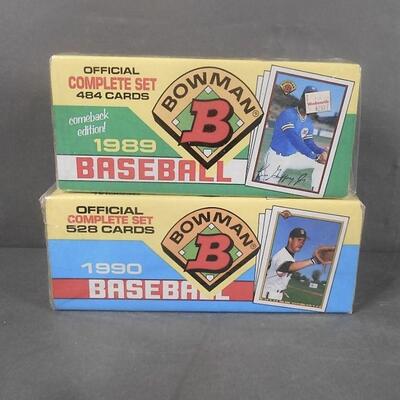 OFFICIAL
COMPLETE SET
484 CARDS
comeback
edition!
1989
BASEBALL
BOWMAN
B
OFFICIAL
COMPLETE SET
528 CARDS
1990
BASEBALL
BOWMAN
B